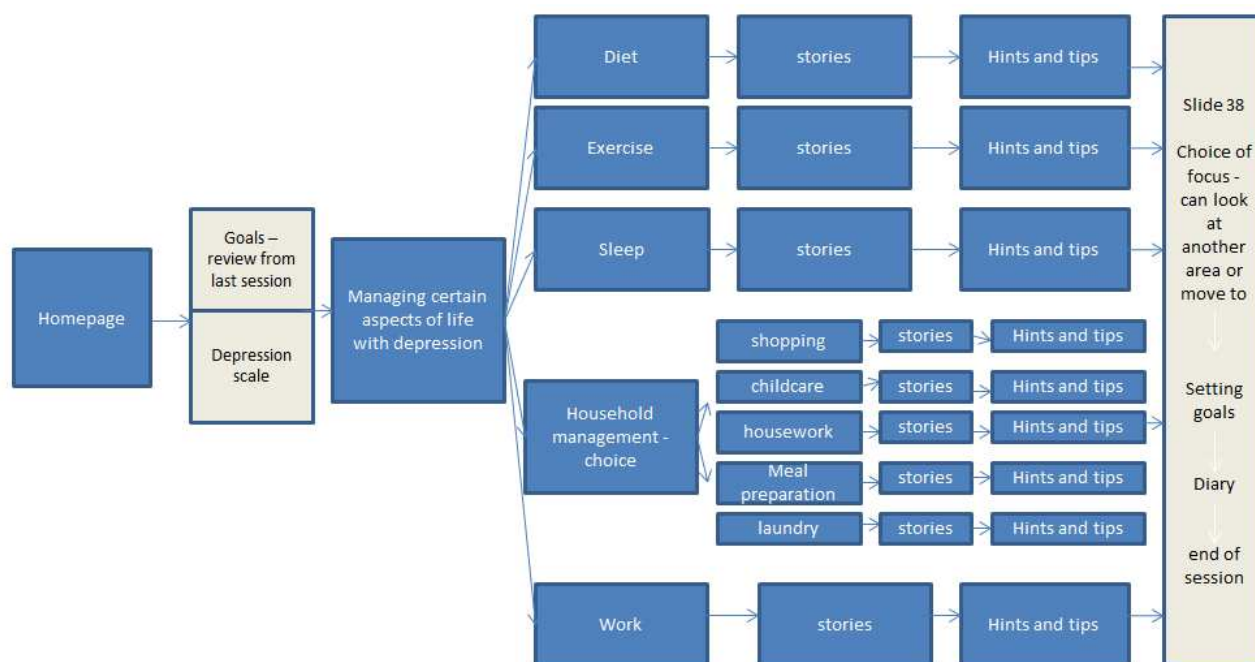 Homepage
Goals –
review from
last session
Depression
scale
Managing certain
aspects of life
with depression
Diet
stories
Hints and tips
Exercise
stories
Hints and tips
Sleep
stories
Hints and tips
Household
management -
choice
shopping
stories
Hints and tips
childcare
stories
Hints and tips
housework
stories
Hints and tips
Meal
preparation
stories
Hints and tips
laundry
stories
Hints and tips
Work
stories
Hints and tips
Slide 38
Choice of
focus -
can look
at
another
area or
move to
Setting
goals
Diary
end of
session